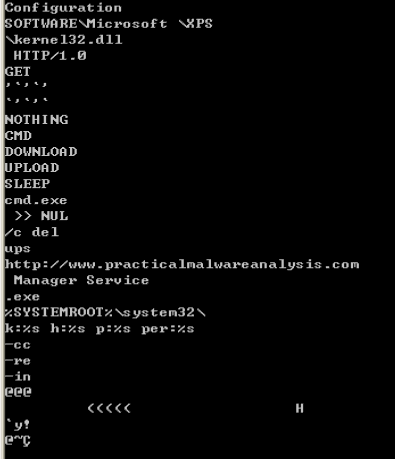 Configuration
SOFTWARE\Microsoft \XPS
\kernel32.dll
 HTTP/1.0
GET
'`'`'
`'`'`
NOTHING
CMD
DOWNLOAD
UPLOAD
SLEEP
cmd.exe
 >> NUL
/c del
ups
http://www.practicalmalwareanalysis.com
 Manager Service
.exe
%SYSTEMROOT%\system32\
k:%s h:%s p:%s per:%s
-cc
-re
-in
@@@
<<<<< H
`y!
@~Ç